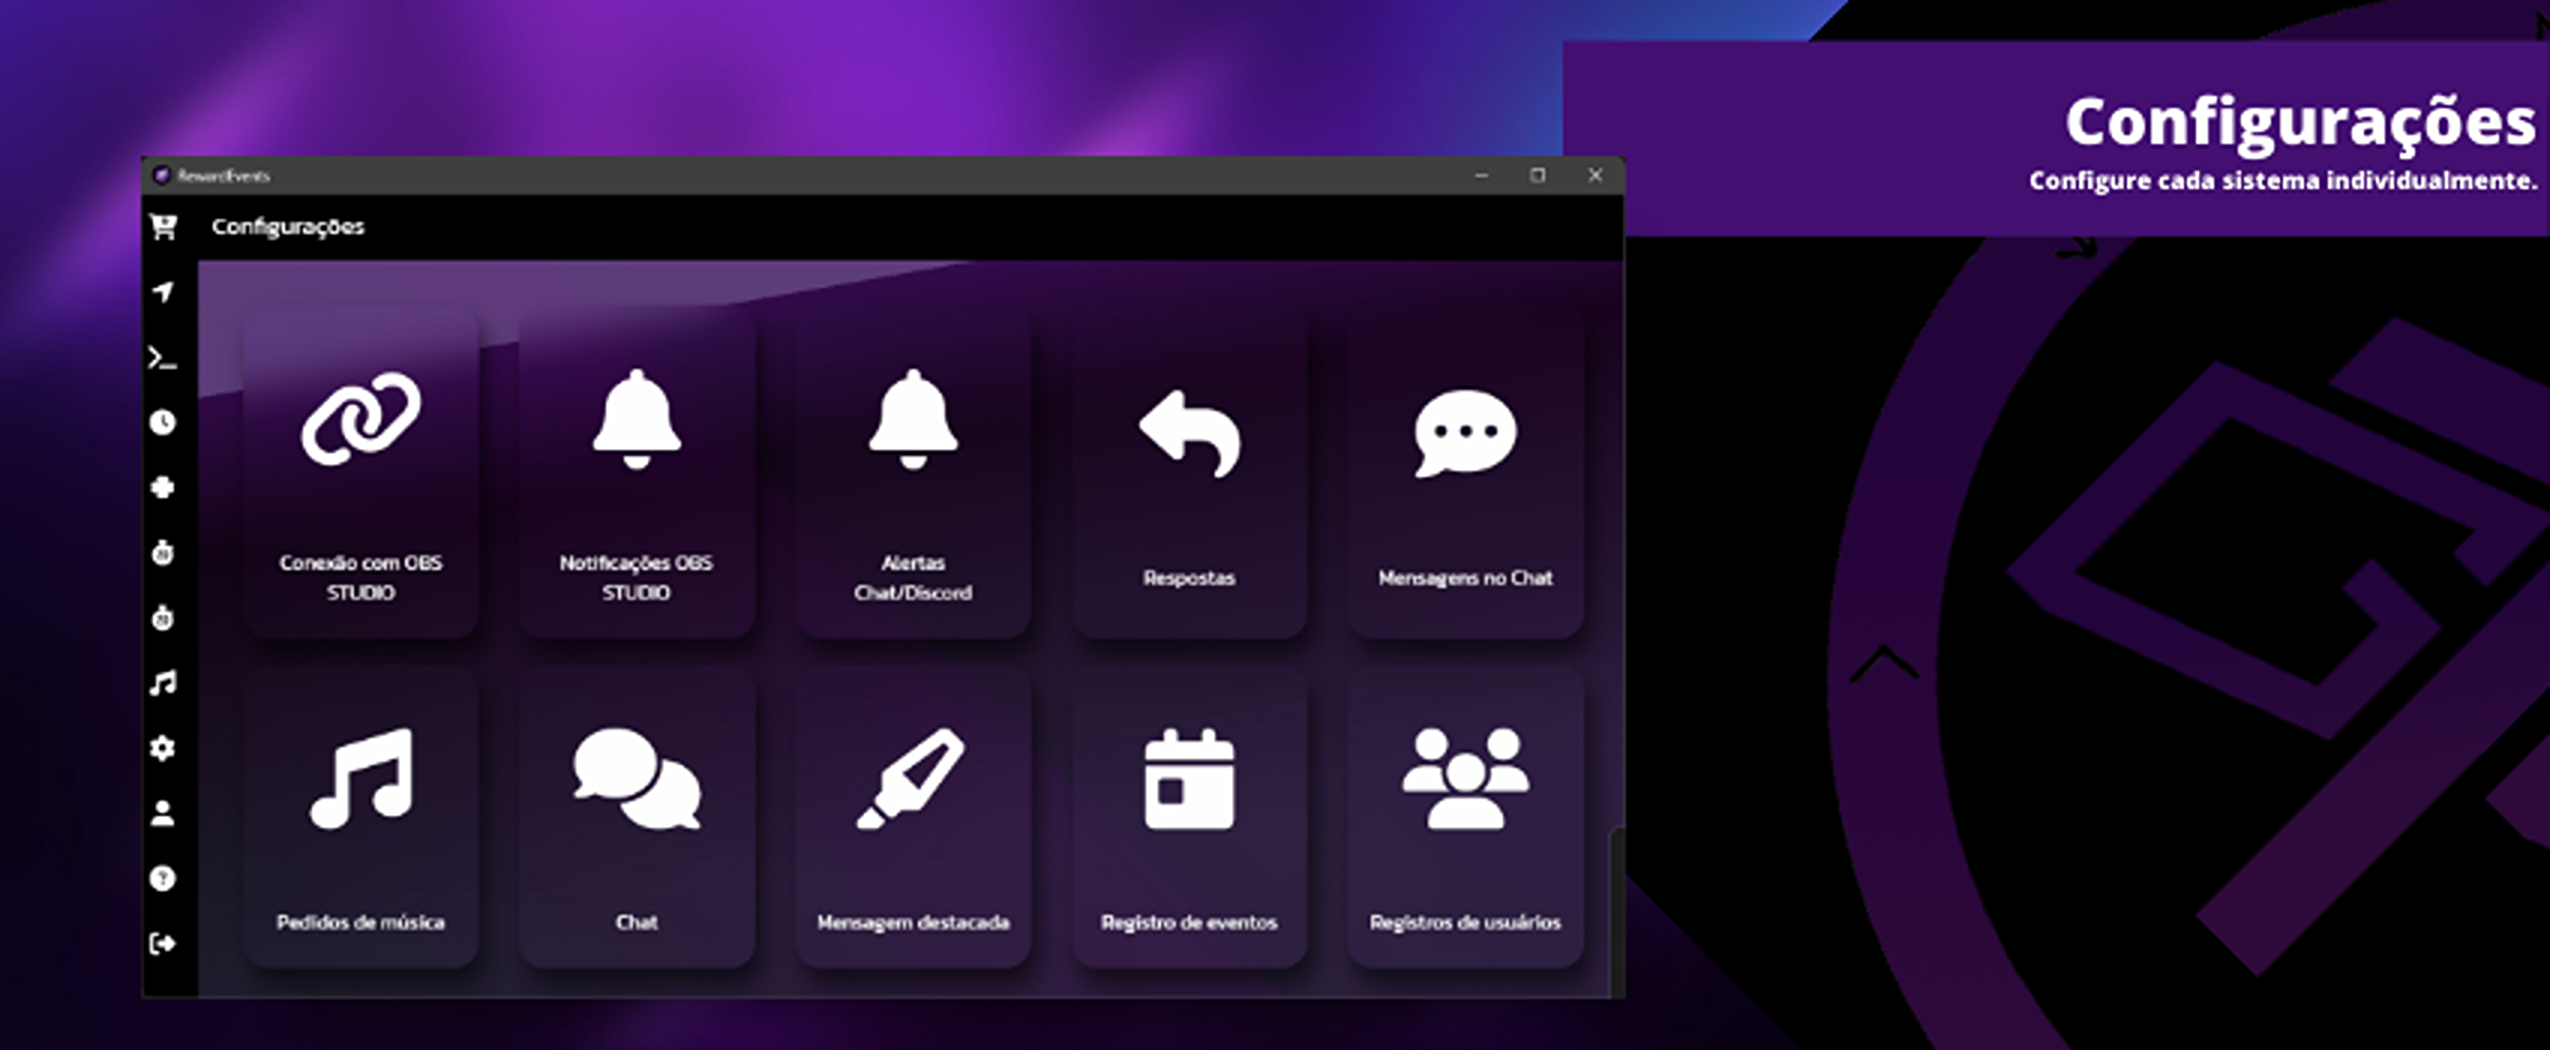 Configurações
Configure cada sistema individualmente.
RewardEvents
Configurações
Conexão com OBS
STUDIO
Notificações OBS
STUDIO
Alertas
Chat/Discord
Respostas
Mensagens no Chat
Pedidos de música
Chat
Mensagem destacada
Registro de eventos
Registros de usuários